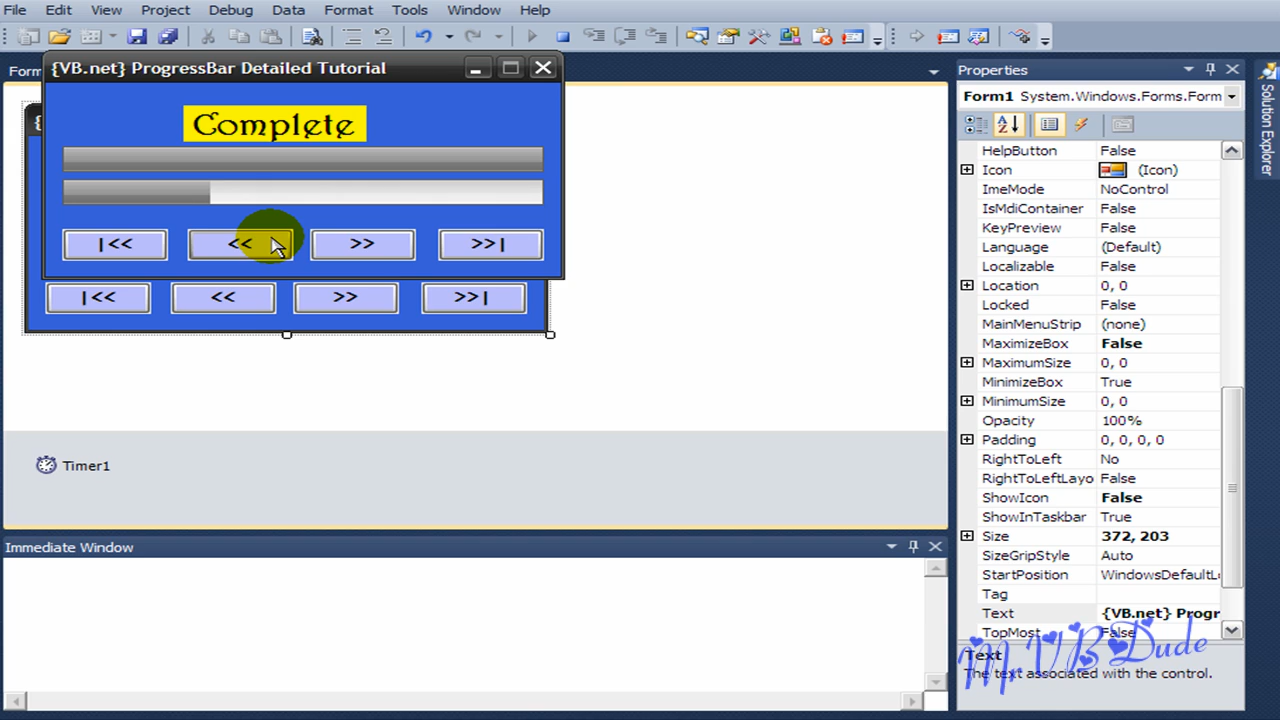 File Edit View Project Build Debug Data Format Tools Window Help
{VB.net} ProgressBar Detailed Tutorial
Form
Complete
|<< << >> >>|
|<< << >> >>|
Timer1
Immediate Window
Properties
Form1 System.Windows.Forms.Form
HelpButton False
Icon (Icon)
ImeMode NoControl
IsMdiContainer False
KeyPreview False
Language (Default)
Localizable False
Location 0, 0
Locked False
MainMenuStrip (none)
MaximizeBox False
MaximumSize 0, 0
MinimizeBox True
MinimumSize 0, 0
Opacity 100%
Padding 0, 0, 0, 0
RightToLeft No
RightToLeftLayo False
ShowIcon False
ShowInTaskbar True
Size 372, 203
SizeGripStyle Auto
StartPosition WindowsDefaultL
Tag
Text {VB.net} Progr
TopMost False
Text
The text associated with the control.
Mr.VB Dude
Solution Explorer